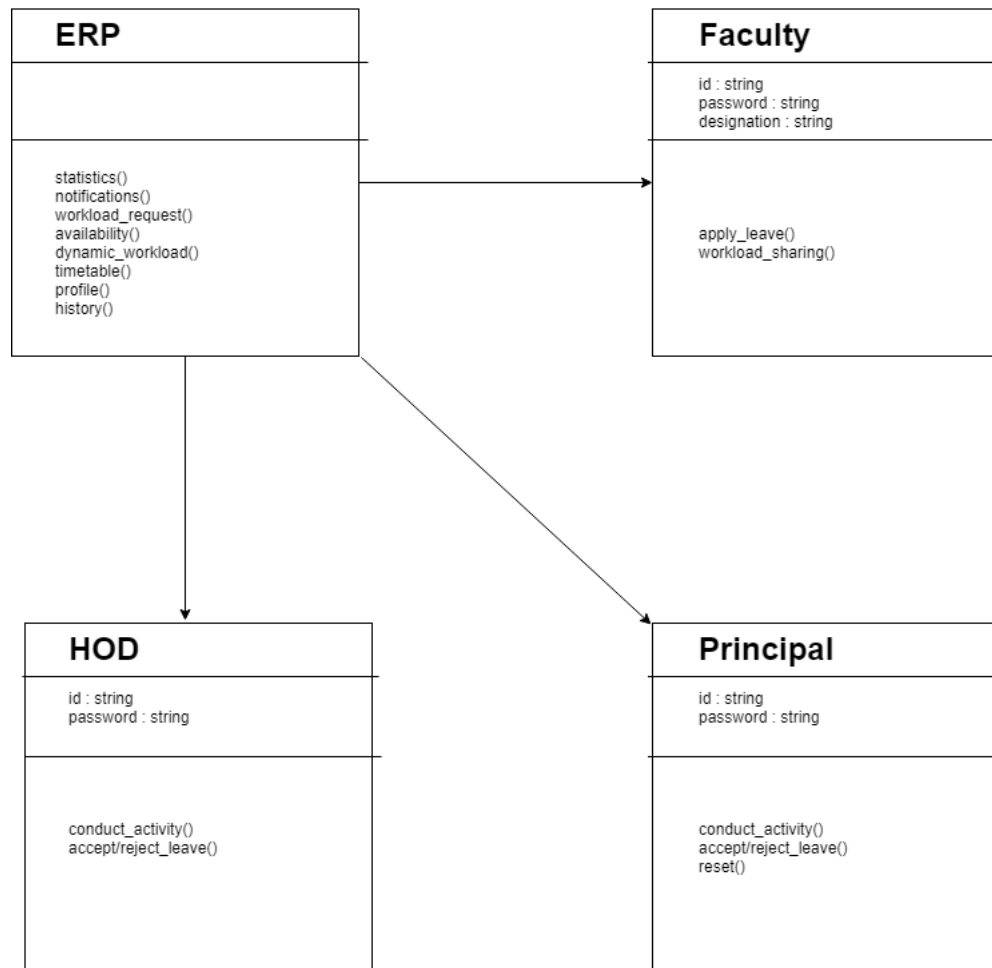 ERP
statistics()
notifications()
workload_request()
availability()
dynamic_workload()
timetable()
profile()
history()
Faculty
id : string
password : string
designation : string
apply_leave()
workload_sharing()
HOD
id : string
password : string
conduct_activity()
accept/reject_leave()
Principal
id : string
password : string
conduct_activity()
accept/reject_leave()
reset()